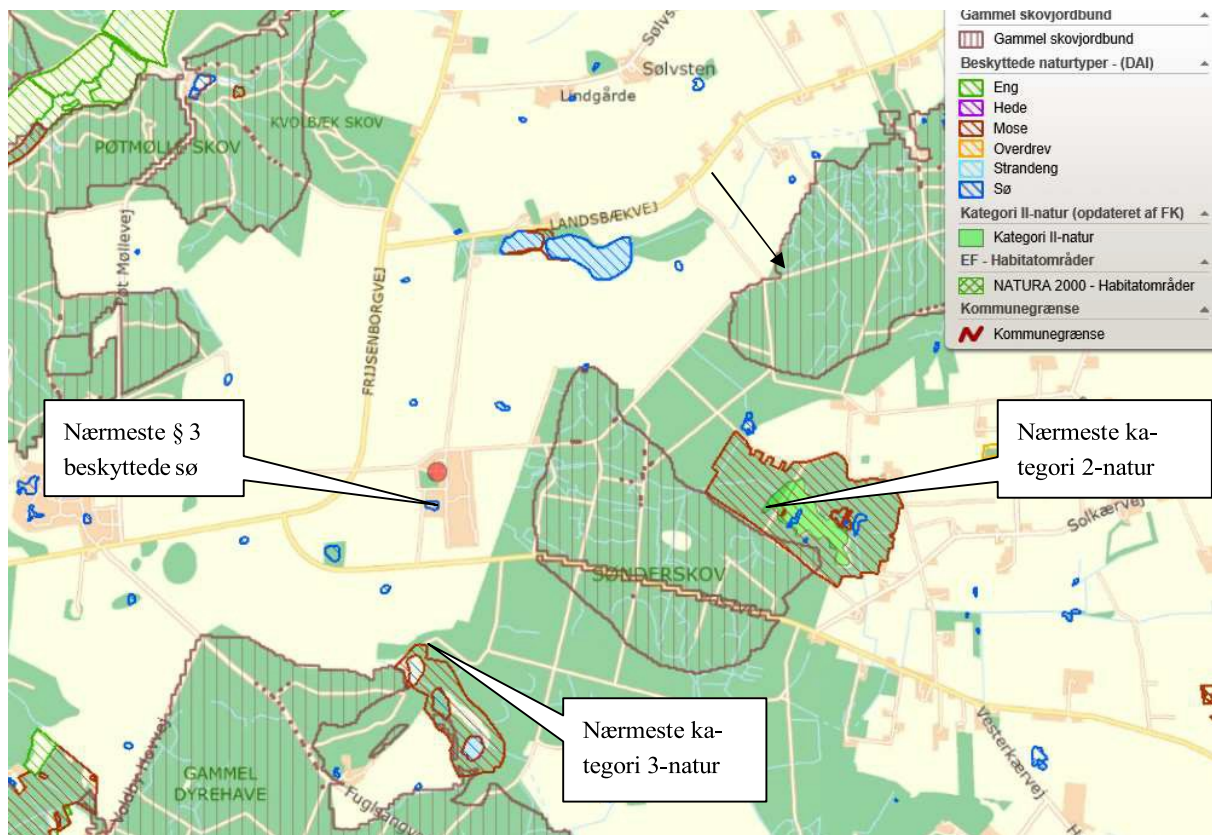 Gammel skovjordbund
Gammel skovjordbund
Beskyttede naturtyper - (DAI)
Eng
Hede
Mose
Overdrev
Strandeng
Sø
Kategori II-natur (opdateret af FK)
Kategori II-natur
EF - Habitatområder
NATURA 2000 - Habitatområder
Kommunegrænse
Kommunegrænse
Sølvsten
Lindgårde
KVOLBÆK SKOV
PØTMØLLE SKOV
LANDSBÆKVEJ
Pøt Møllevej
FRIJSENBORGVEJ
Nærmeste § 3
beskyttede sø
Nærmeste ka-
tegori 2-natur
Solkærvej
SØNDERSKOV
Nærmeste ka-
tegori 3-natur
Vesterkærvej
GAMMEL
DYREHAVE